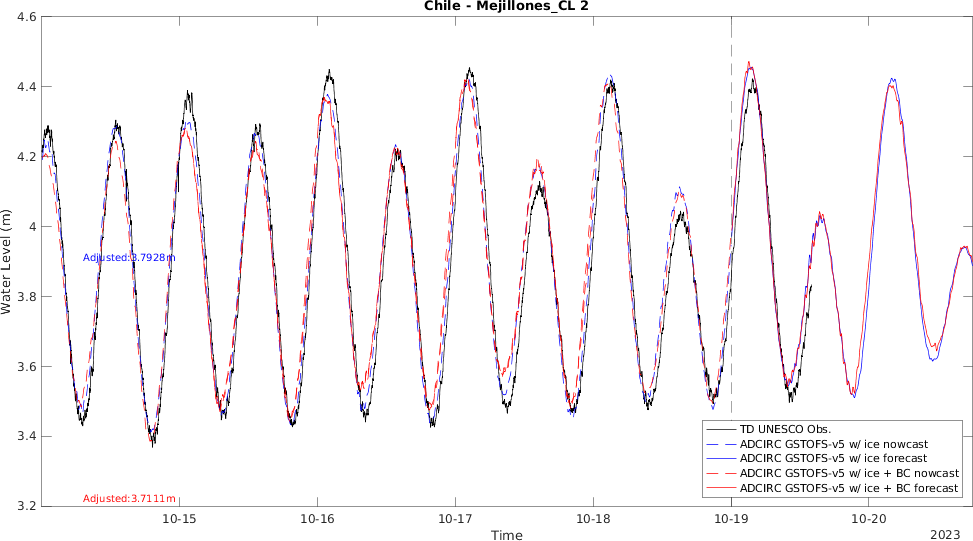 Chile - Mejillones_CL 2
4.6
4.4
4.2
4
3.8
3.6
3.4
3.2
Water Level (m)
Adjusted:3.7928m
Adjusted:3.7111m
TD UNESCO Obs.
ADCIRC GSTOFS-v5 w/ ice nowcast
ADCIRC GSTOFS-v5 w/ ice forecast
ADCIRC GSTOFS-v5 w/ ice + BC nowcast
ADCIRC GSTOFS-v5 w/ ice + BC forecast
10-15 10-16 10-17 10-18 10-19 10-20
Time
2023